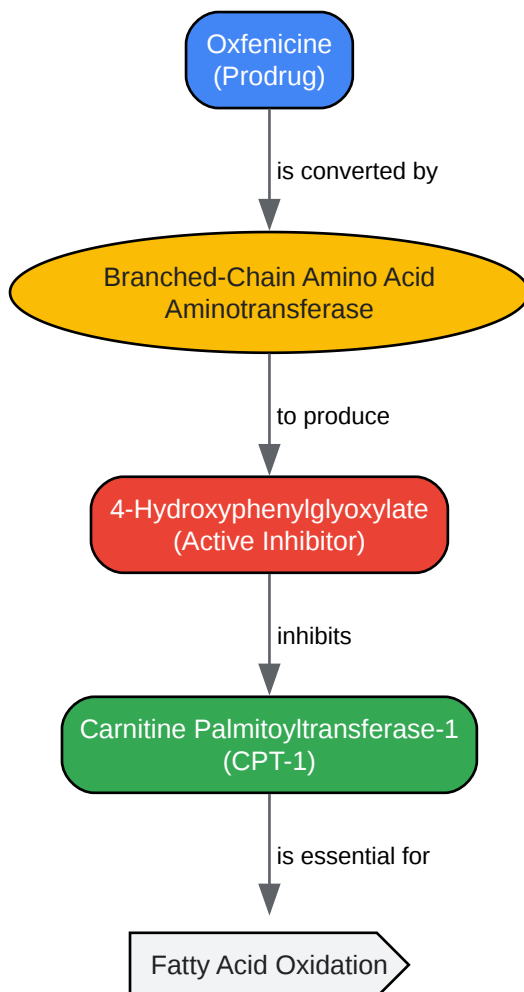 Oxfenicine
(Prodrug)
is converted by
Branched-Chain Amino Acid
Aminotransferase
to produce
4-Hydroxyphenylglyoxylate
(Active Inhibitor)
inhibits
Carnitine Palmitoyltransferase-1
(CPT-1)
is essential for
Fatty Acid Oxidation